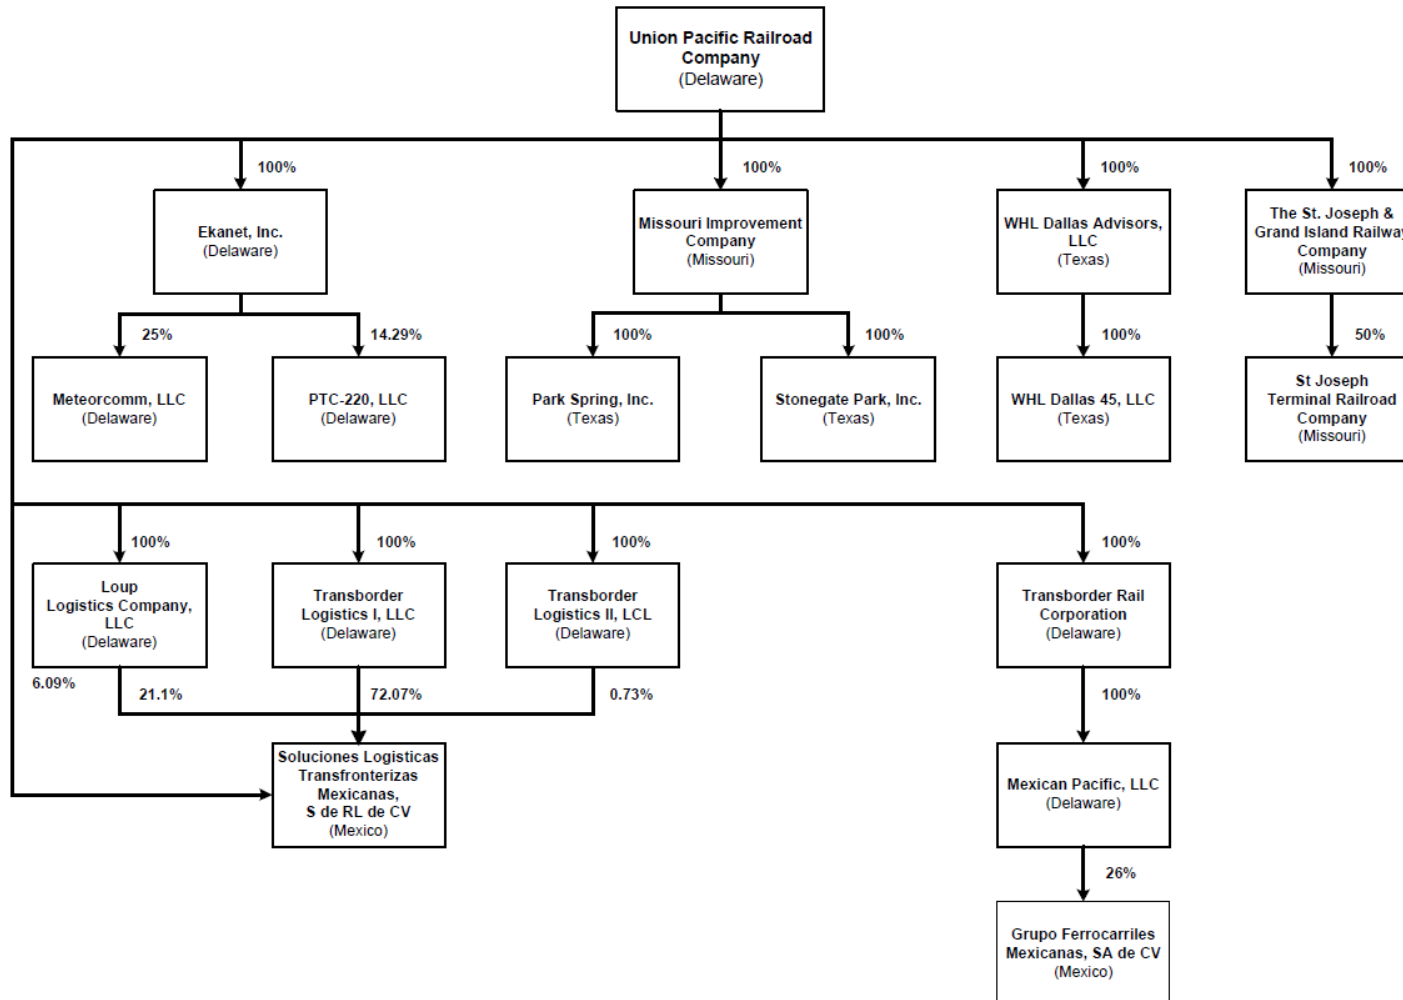 Union Pacific Railroad
Company
(Delaware)
100%
100%
100%
100%
Ekanet, Inc.
(Delaware)
Missouri Improvement
Company
(Missouri)
WHL Dallas Advisors,
LLC
(Texas)
The St. Joseph &
Grand Island Railway
Company
(Missouri)
25%
14.29%
100%
100%
100%
50%
Meteorcomm, LLC
(Delaware)
PTC-220, LLC
(Delaware)
Park Spring, Inc.
(Texas)
Stonegate Park, Inc.
(Texas)
WHL Dallas 45, LLC
(Texas)
St Joseph
Terminal Railroad
Company
(Missouri)
100%
100%
100%
100%
Loup
Logistics Company,
LLC
(Delaware)
Transborder
Logistics I, LLC
(Delaware)
Transborder
Logistics II, LCL
(Delaware)
Transborder Rail
Corporation
(Delaware)
6.09%
21.1%
72.07%
0.73%
100%
Soluciones Logisticas
Transfronterizas
Mexicanas,
S de RL de CV
(Mexico)
Mexican Pacific, LLC
(Delaware)
26%
Grupo Ferrocarriles
Mexicanas, SA de CV
(Mexico)